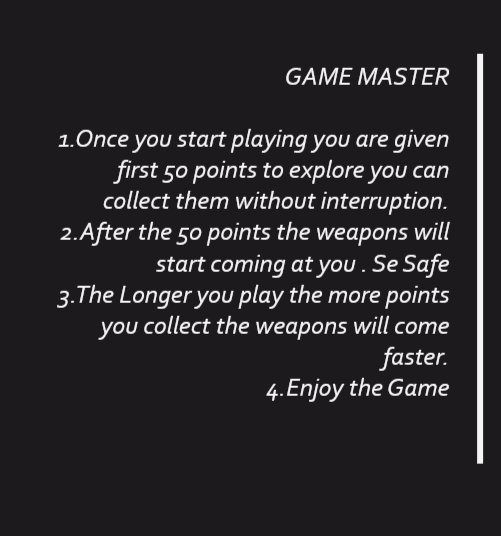 GAME MASTER
1.Once you start playing you are given
first 50 points to explore you can
collect them without interruption.
2.After the 50 points the weapons will
start coming at you . Se Safe
3.The Longer you play the more points
you collect the weapons will come
faster.
4.Enjoy the Game